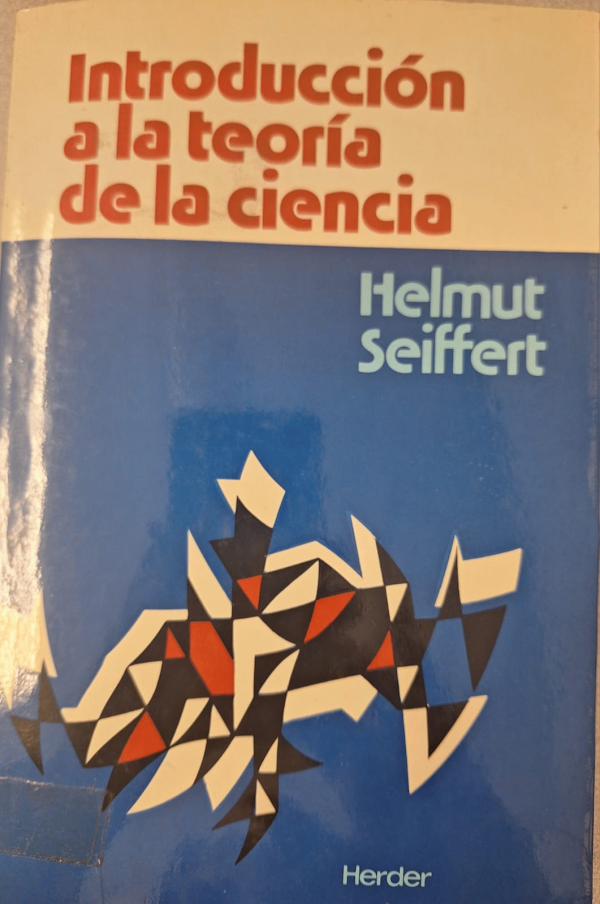 Introducción
a la teoría
de la ciencia
Helmut
Seiffert
Herder